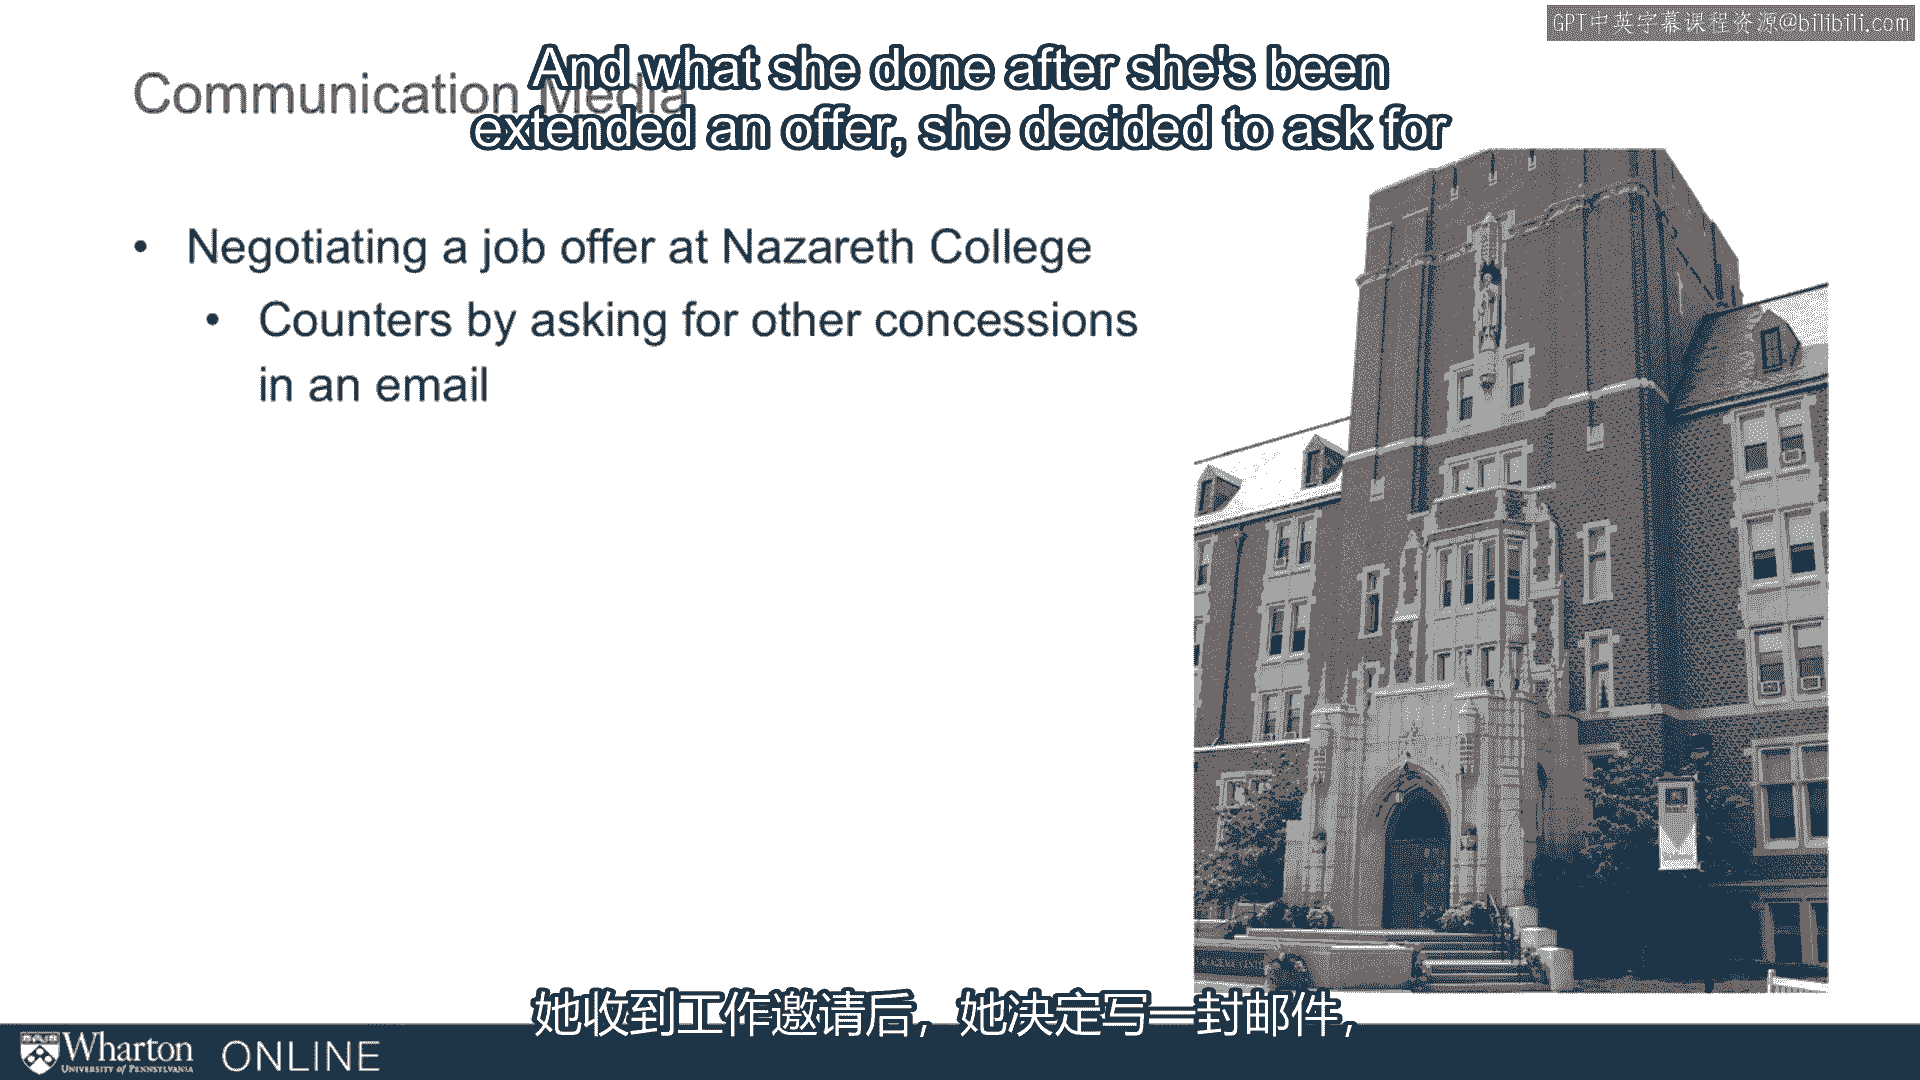 GPT中英字幕课程资源@bilibili.com
And what she done after she's been
extended an offer, she decided to ask for
Communication Media
• Negotiating a job offer at Nazareth College
• Counters by asking for other concessions
in an email
她收到工作邀请后，她决定写一封邮件，
Wharton
UNIVERSITY of PENNSYLVANIA
ONLINE